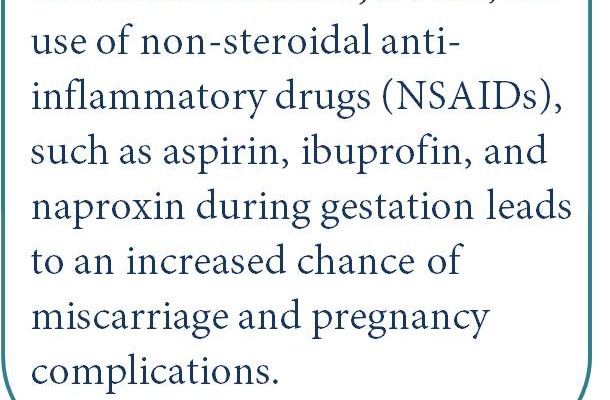 use of non-steroidal anti-
inflammatory drugs (NSAIDs),
such as aspirin, ibuprofin, and
naproxin during gestation leads
to an increased chance of
miscarriage and pregnancy
complications.